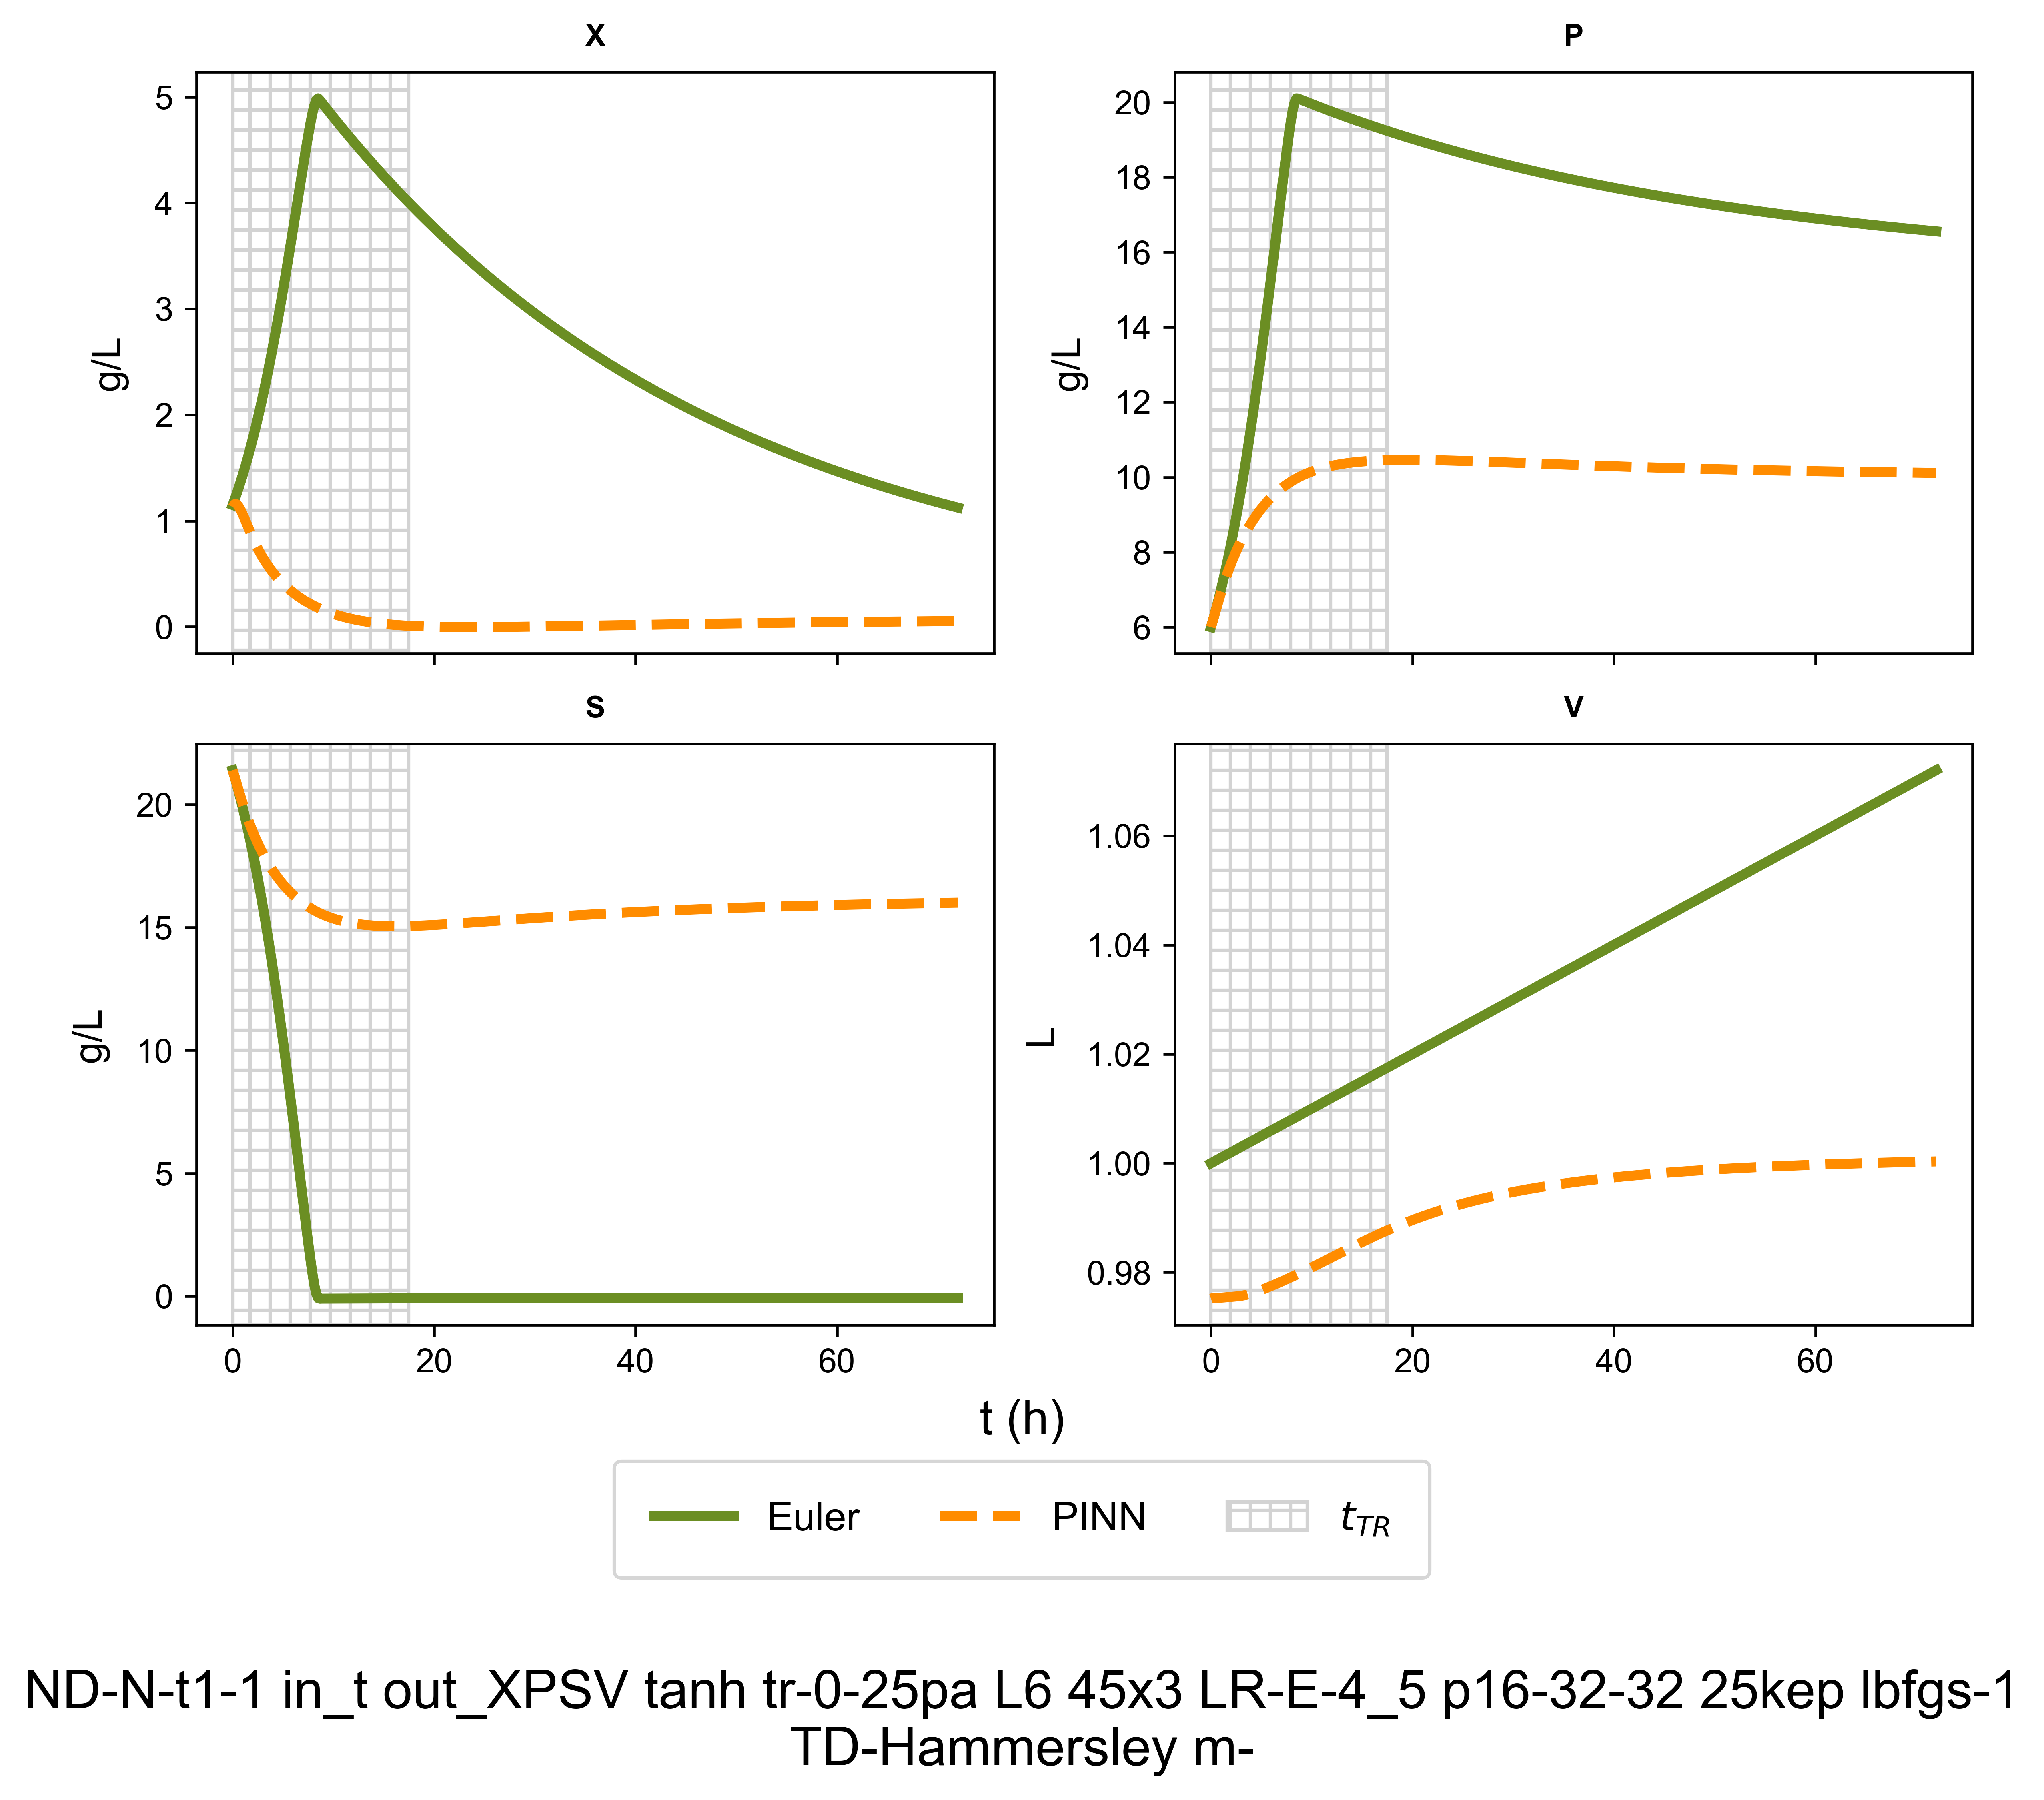 X
P
5
4
3
2
1
0
g/L
20
18
16
14
12
10
8
6
g/L
S
V
20
15
10
5
0
g/L
1.06
1.04
1.02
1.00
0.98
L
0 20 40 60
0 20 40 60
t (h)
Euler PINN t_TR
ND-N-t1-1 in_t out_XPSV tanh tr-0-25pa L6 45x3 LR-E-4_5 p16-32-32 25kep lbfgs-1
TD-Hammersley m-